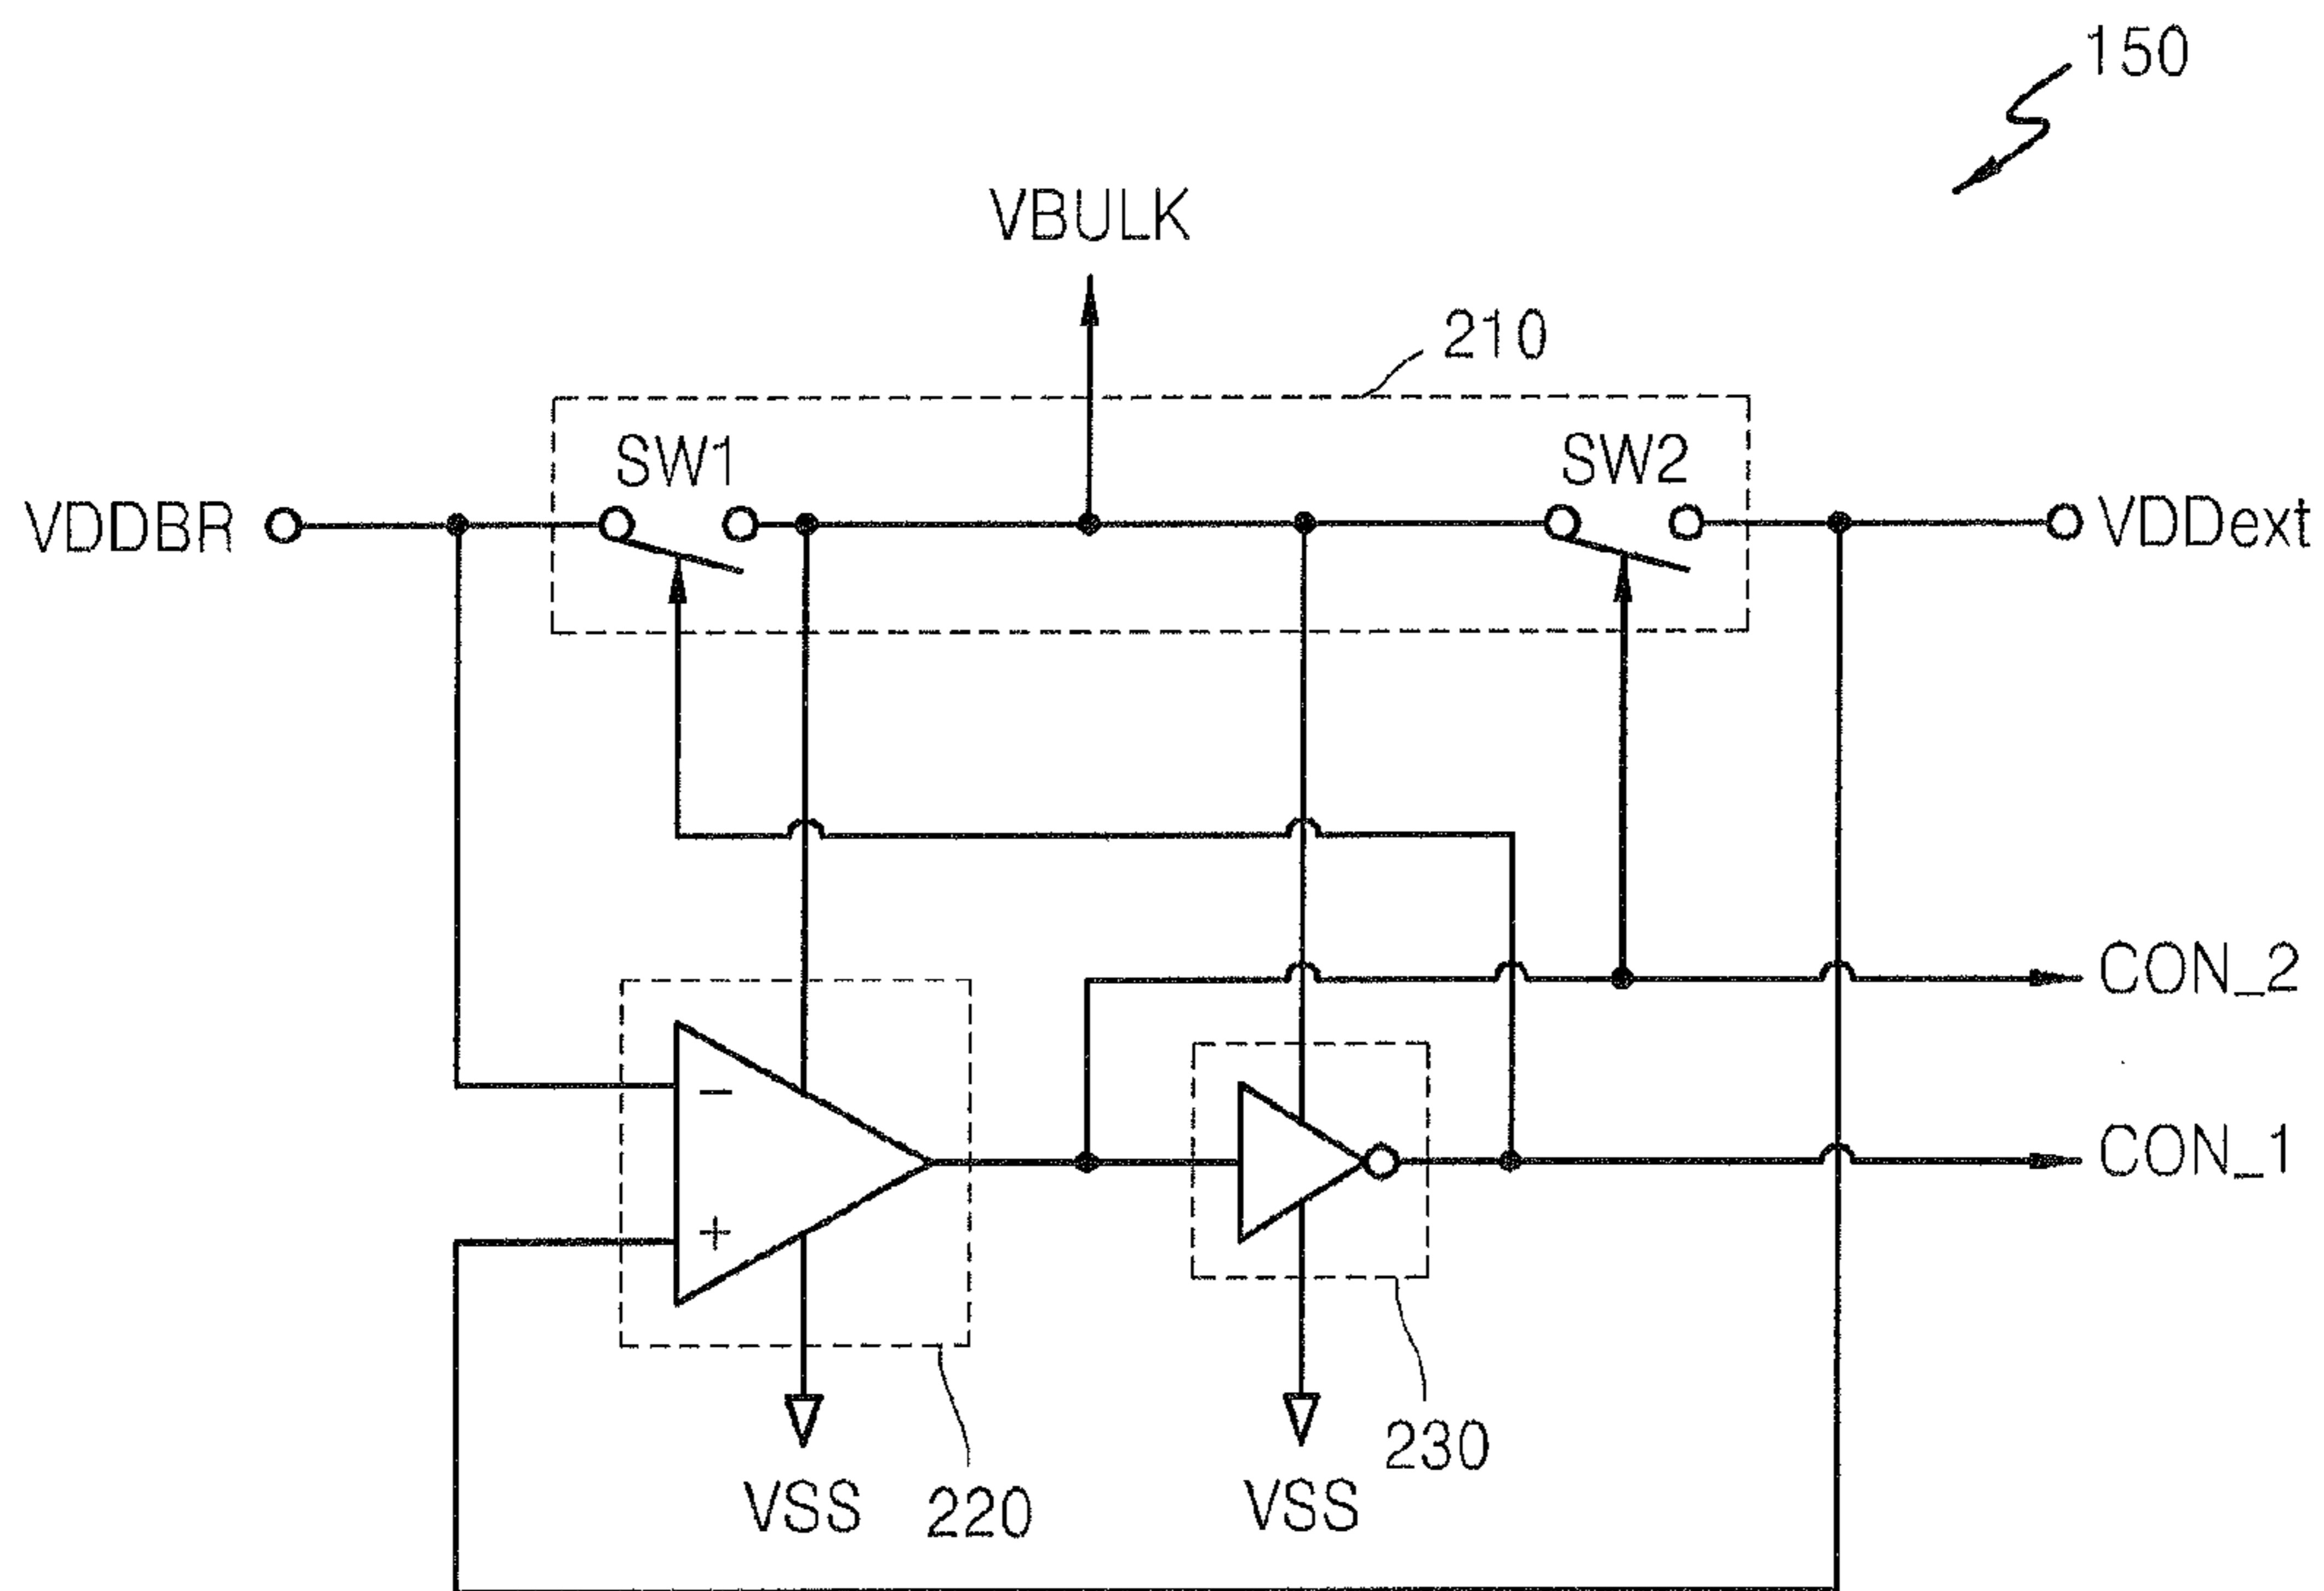 150
VBULK
210
SW1
SW2
VDDBR
VDDext
CON_2
−
CON_1
+
230
VSS
220
VSS